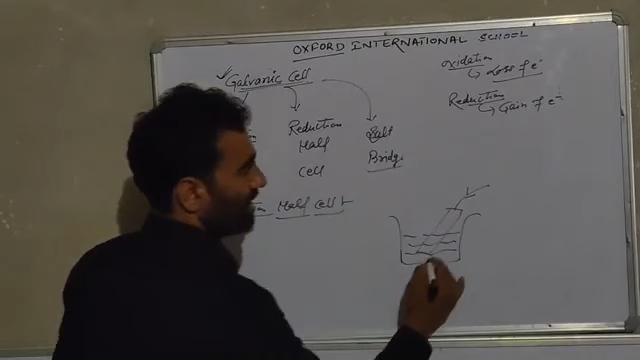 OXFORD INTERNATIONAL SCHOOL
Galvanic Cell
Reduction
Half
Cell
Salt
Bridge
Half Cell
Oxidation
Loss of e-
Reduction
Gain of e-